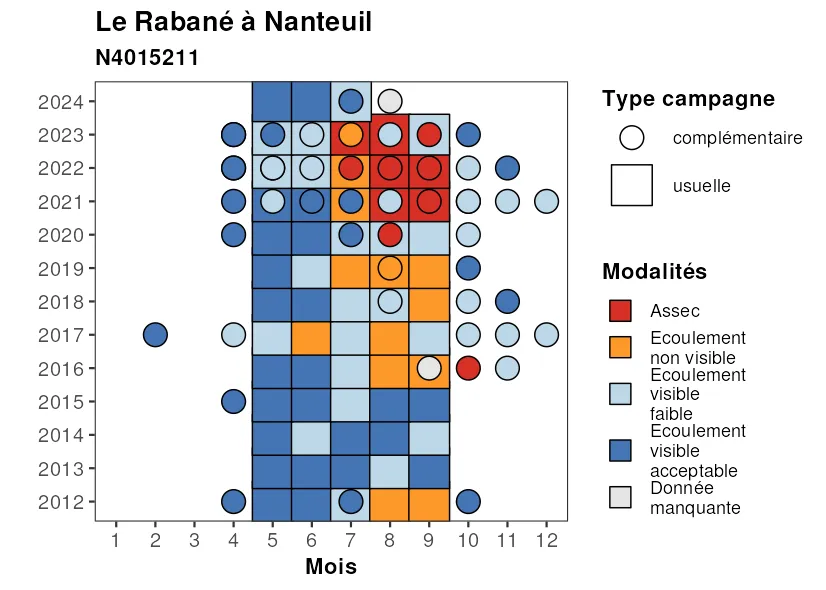 Le Rabané à Nanteuil
N4015211
2024
2023
2022
2021
2020
2019
2018
2017
2016
2015
2014
2013
2012
1 2 3 4 5 6 7 8 9 10 11 12
Mois
Type campagne
complémentaire
usuelle
Modalités
Assec
Ecoulement
non visible
Ecoulement
visible
faible
Ecoulement
visible
acceptable
Donnée
manquante